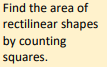 Find the area of
rectilinear shapes
by counting
squares.